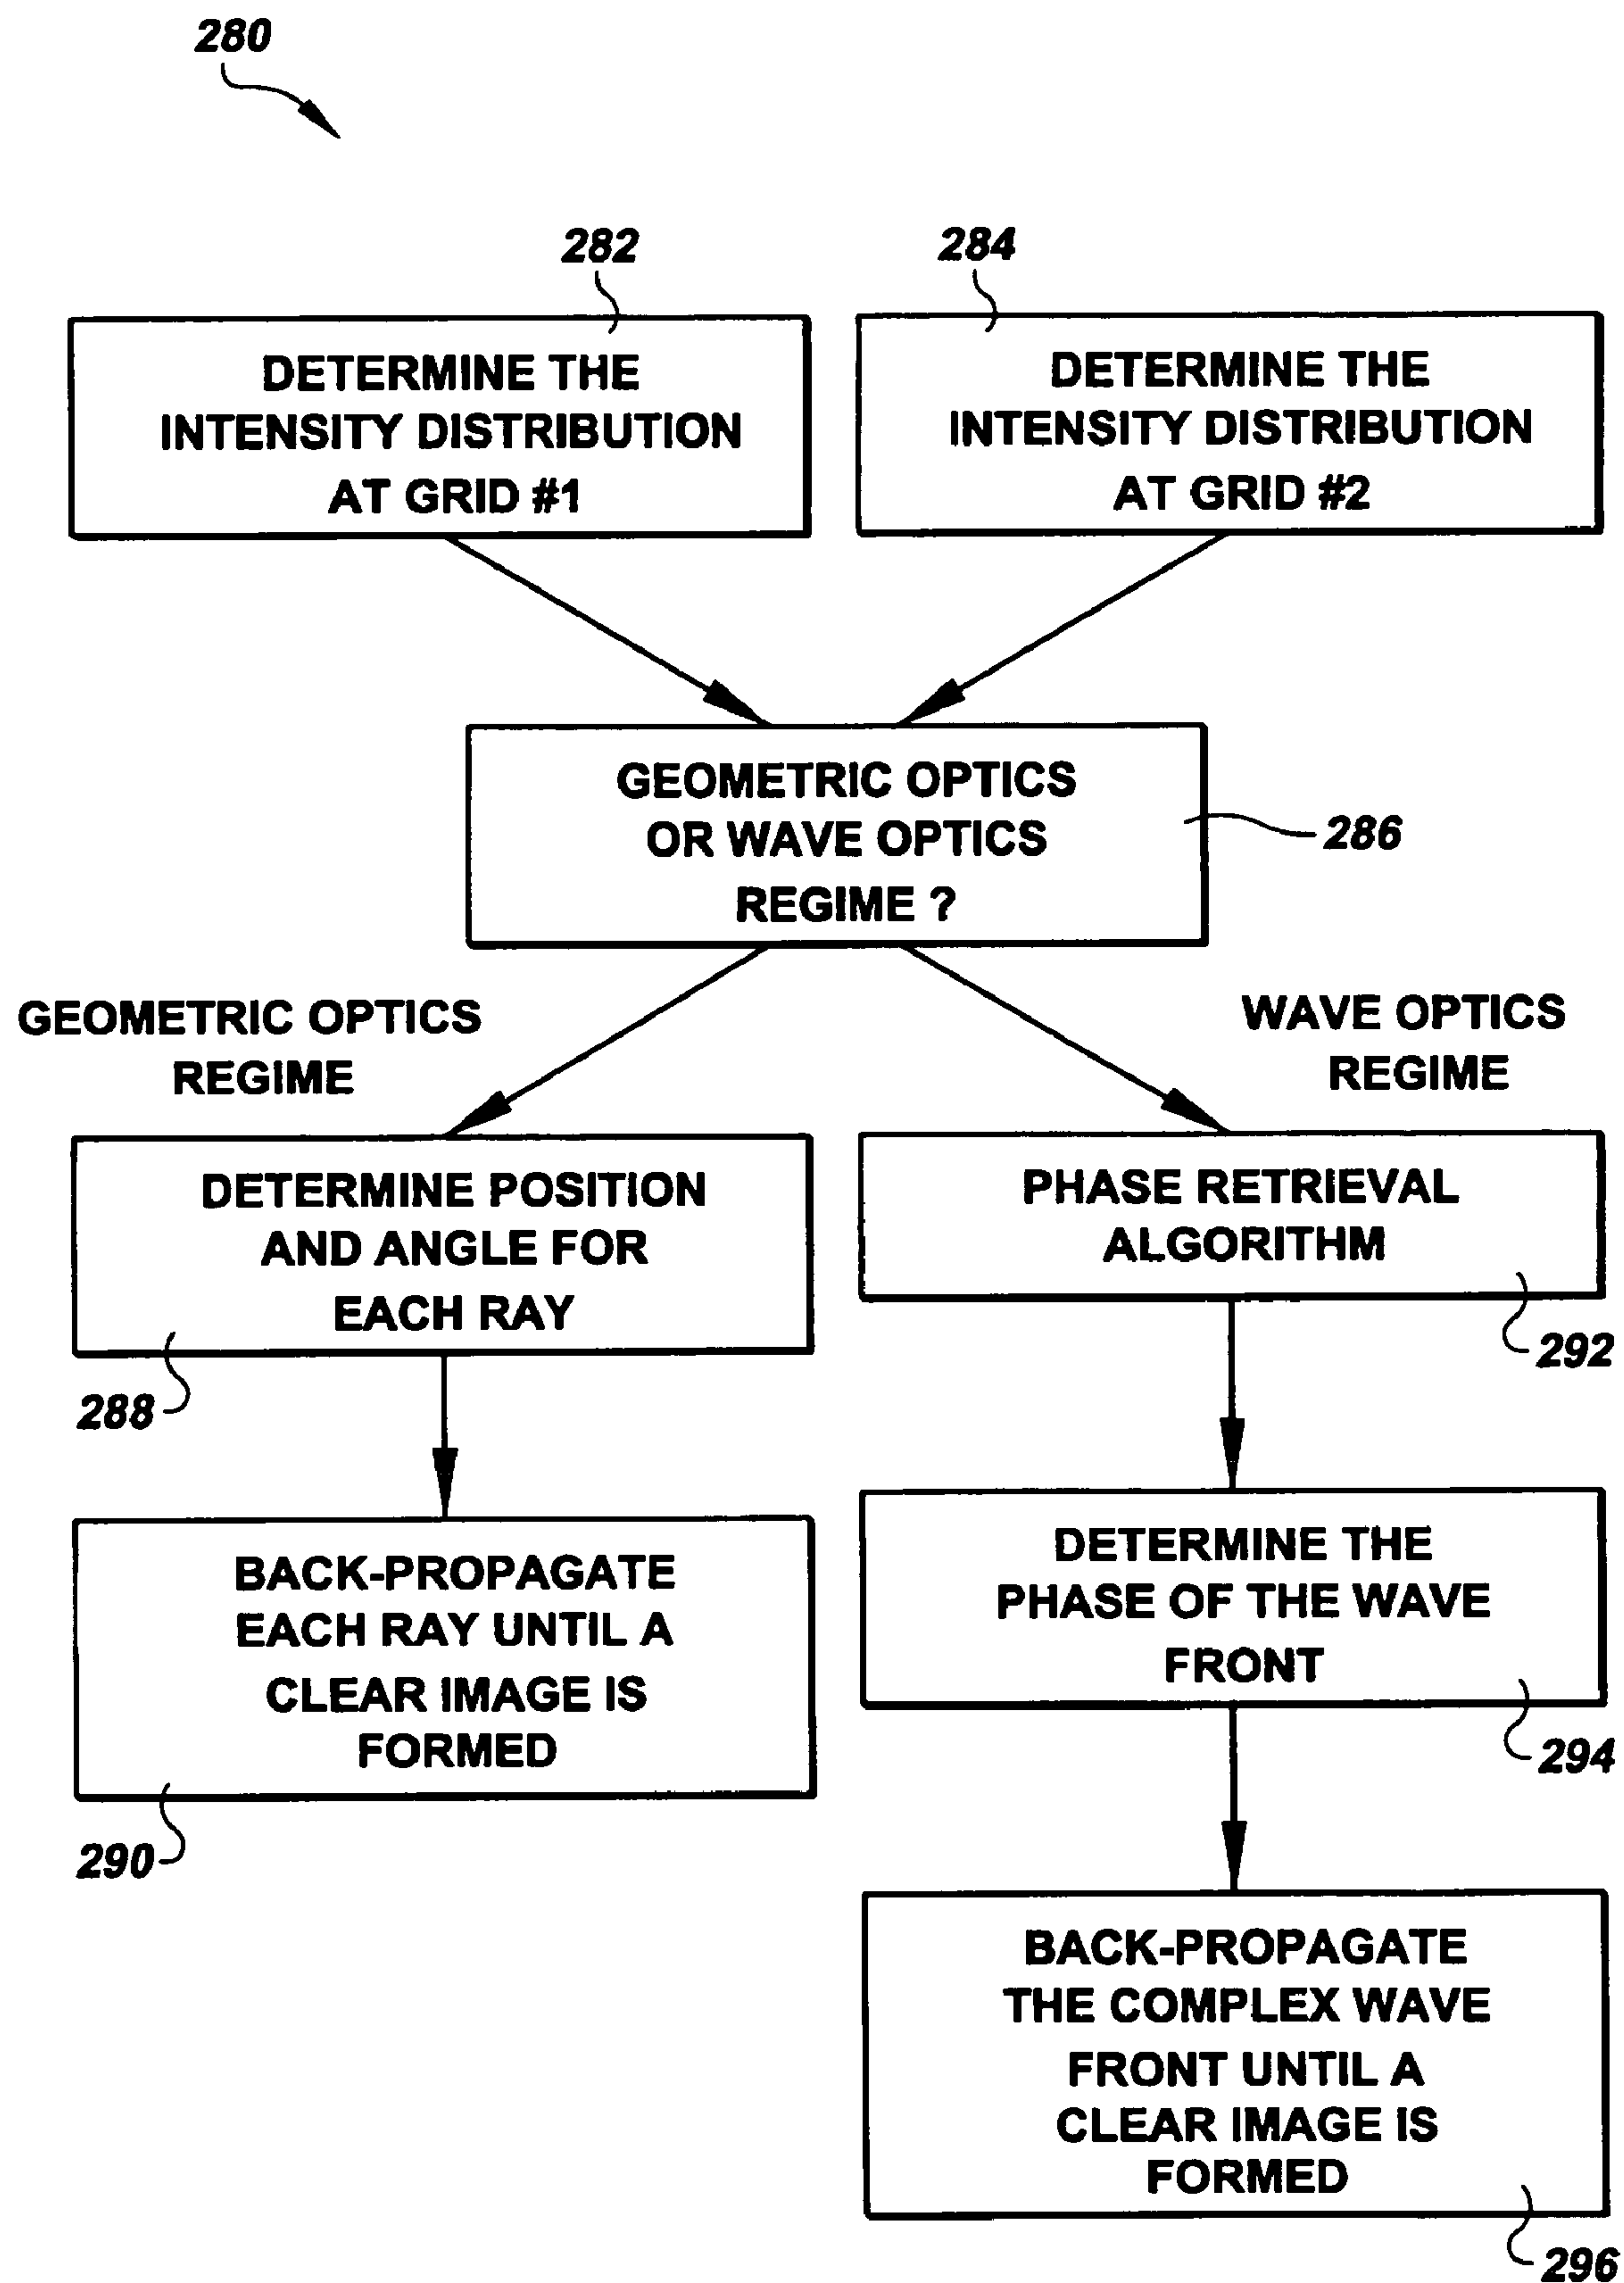 280
282
284
DETERMINE THE
INTENSITY DISTRIBUTION
AT GRID #1
DETERMINE THE
INTENSITY DISTRIBUTION
AT GRID #2
GEOMETRIC OPTICS
OR WAVE OPTICS
REGIME ?
286
GEOMETRIC OPTICS
REGIME
WAVE OPTICS
REGIME
DETERMINE POSITION
AND ANGLE FOR
EACH RAY
288
PHASE RETRIEVAL
ALGORITHM
292
BACK-PROPAGATE
EACH RAY UNTIL A
CLEAR IMAGE IS
FORMED
290
DETERMINE THE
PHASE OF THE WAVE
FRONT
294
BACK-PROPAGATE
THE COMPLEX WAVE
FRONT UNTIL A
CLEAR IMAGE IS
FORMED
296